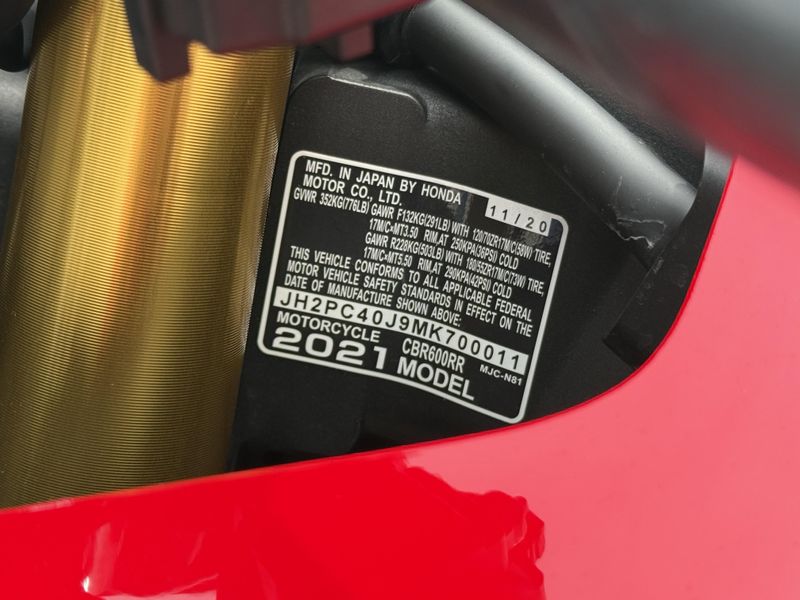 MFD. IN JAPAN BY HONDA
MOTOR CO., LTD.
11/20
GVWR 352KG(776LB) GAWR F132KG(291LB) WITH 120/70ZR17M/C(58W) TIRE,
17M/C×MT3.50 RIM,AT 250KPA(36PSI) COLD
GAWR R228KG(503LB) WITH 180/55ZR17M/C(73W) TIRE,
17M/C×MT5.50 RIM,AT 290KPA(42PSI) COLD
THIS VEHICLE CONFORMS TO ALL APPLICABLE FEDERAL
MOTOR VEHICLE SAFETY STANDARDS IN EFFECT ON THE
DATE OF MANUFACTURE SHOWN ABOVE:
JH2PC40J9MK700011
MOTORCYCLE CBR600RR MJC-N81
2021 MODEL